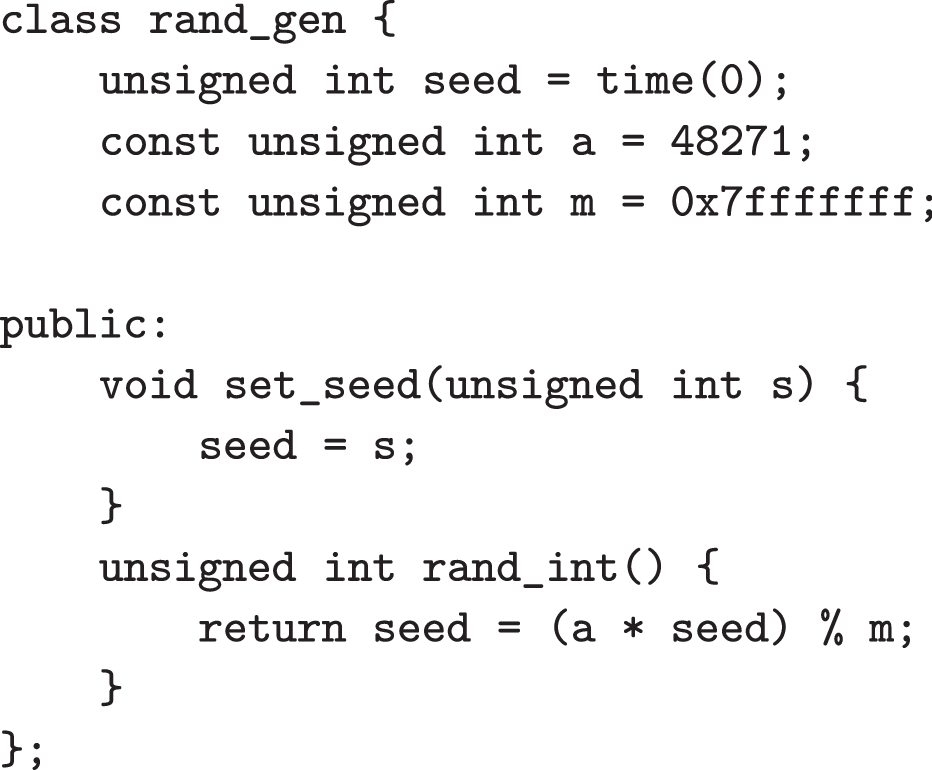 class rand_gen {
    unsigned int seed = time(0);
    const unsigned int a = 48271;
    const unsigned int m = 0x7fffffff;

public:
    void set_seed(unsigned int s) {
        seed = s;
    }
    unsigned int rand_int() {
        return seed = (a * seed) % m;
    }
};